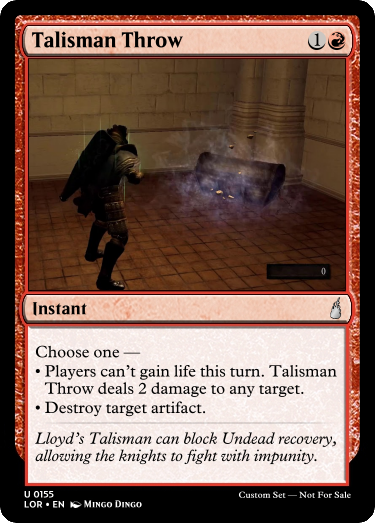 Talisman Throw 1
0
Instant
Choose one —
• Players can't gain life this turn. Talisman
Throw deals 2 damage to any target.
• Destroy target artifact.
Lloyd's Talisman can block Undead recovery,
allowing the knights to fight with impunity.
U 0155
LOR • EN Mingo Dingo
Custom Set — Not For Sale